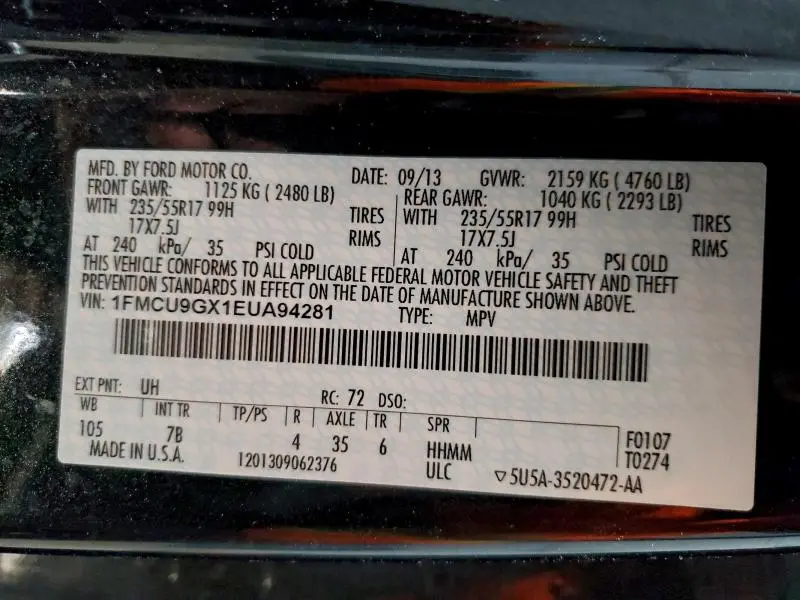 MFD. BY FORD MOTOR CO. DATE: 09/13 GVWR: 2159 KG ( 4760 LB)
FRONT GAWR: 1125 KG ( 2480 LB) REAR GAWR: 1040 KG ( 2293 LB)
WITH 235/55R17 99H TIRES WITH 235/55R17 99H TIRES
17X7.5J RIMS 17X7.5J RIMS
AT 240 kPa/ 35 PSI COLD AT 240 kPa/ 35 PSI COLD
THIS VEHICLE CONFORMS TO ALL APPLICABLE FEDERAL MOTOR VEHICLE SAFETY AND THEFT
PREVENTION STANDARDS IN EFFECT ON THE DATE OF MANUFACTURE SHOWN ABOVE.
VIN: 1FMCU9GX1EUA94281 TYPE: MPV
EXT PNT: UH RC: 72 DSO:
WB INT TR TP/PS R AXLE TR SPR
105 7B 4 35 6 HHMM F0107
MADE IN U.S.A. 1201309062376 ULC T0274
▽5U5A-3520472-AA